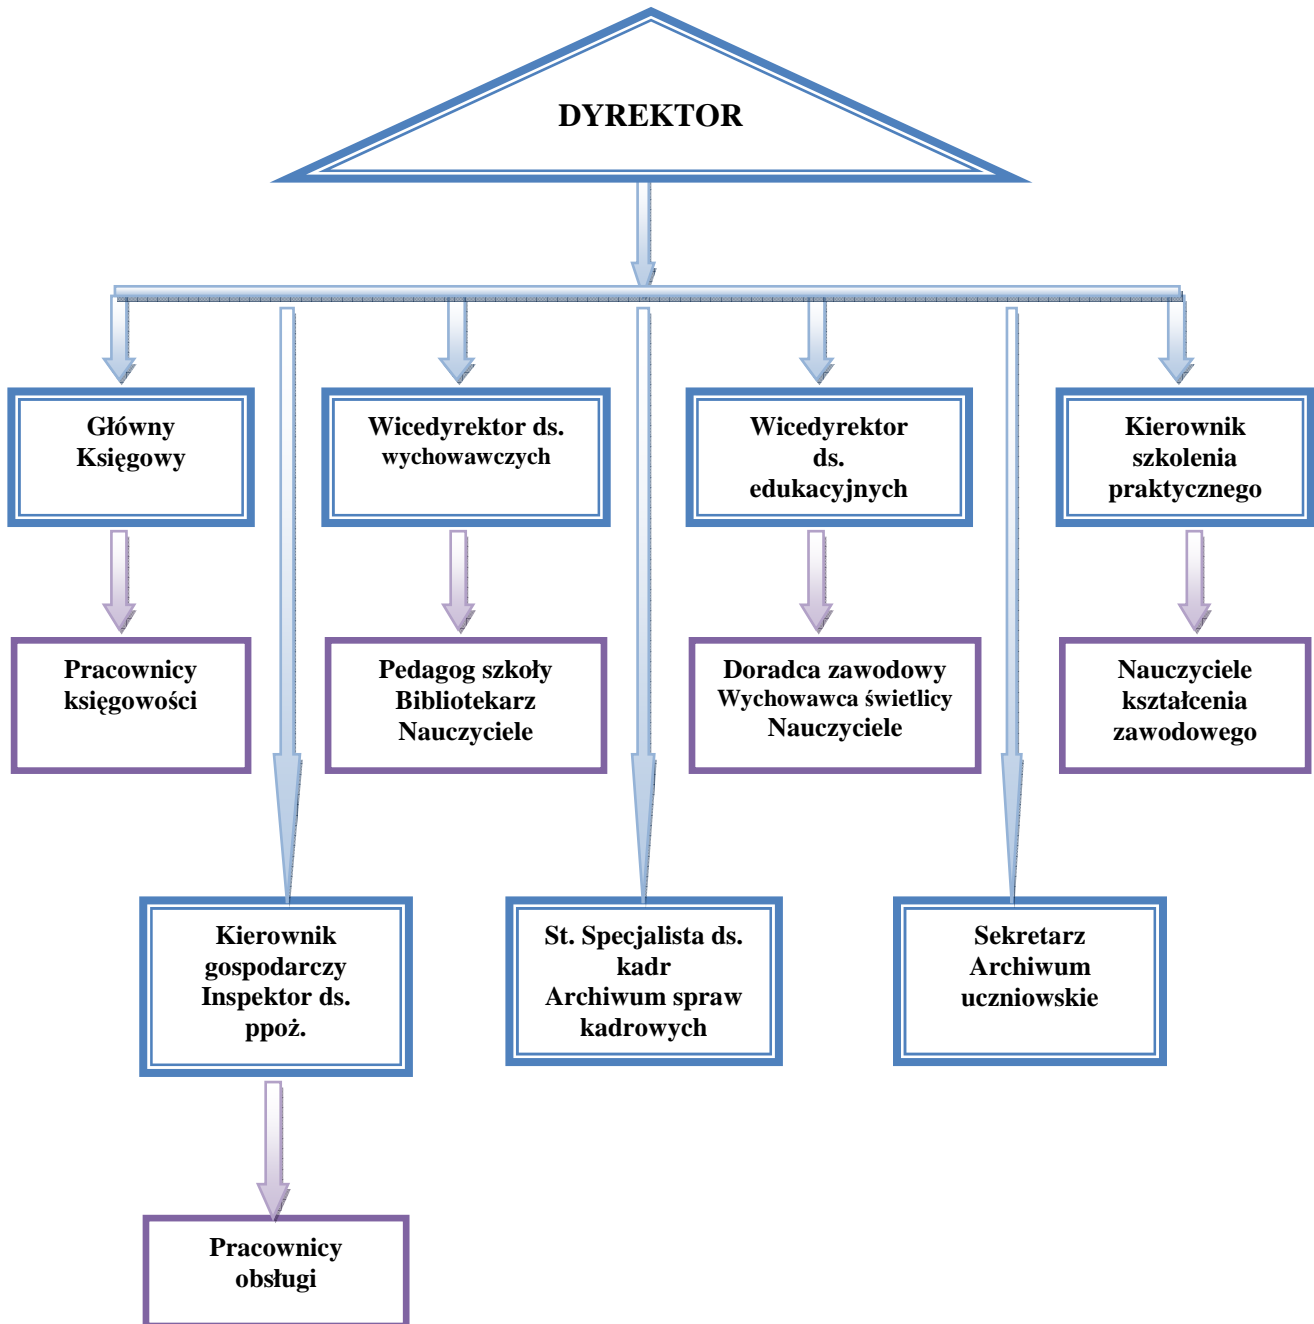 DYREKTOR
Główny
Księgowy
Wicedyrektor ds.
wychowawczych
Wicedyrektor
ds.
edukacyjnych
Kierownik
szkolenia
praktycznego
Pracownicy
księgowości
Pedagog szkoły
Bibliotekarz
Nauczyciele
Doradca zawodowy
Wychowawca świetlicy
Nauczyciele
Nauczyciele
kształcenia
zawodowego
Kierownik
gospodarczy
Inspektor ds.
ppoż.
St. Specjalista ds.
kadr
Archiwum spraw
kadrowych
Sekretarz
Archiwum
uczniowskie
Pracownicy
obsługi